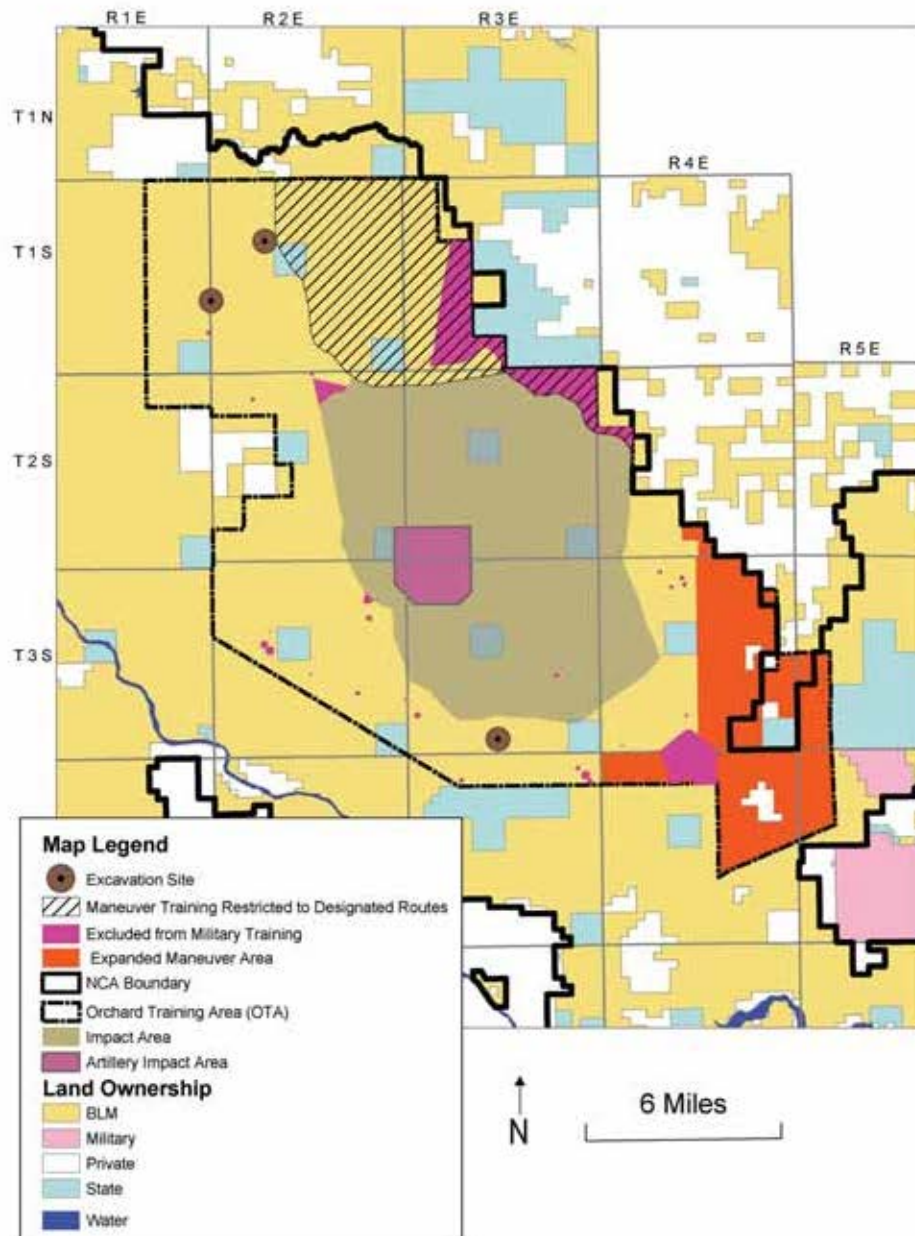 R1E
R2E
R3E
T1N
R4E
T1S
R5E
T2S
T3S
Map Legend
Excavation Site
Maneuver Training Restricted to Designated Routes
Excluded from Military Training
Expanded Maneuver Area
NCA Boundary
Orchard Training Area (OTA)
Impact Area
Artillery Impact Area
Land Ownership
BLM
Military
Private
State
Water
N
6 Miles